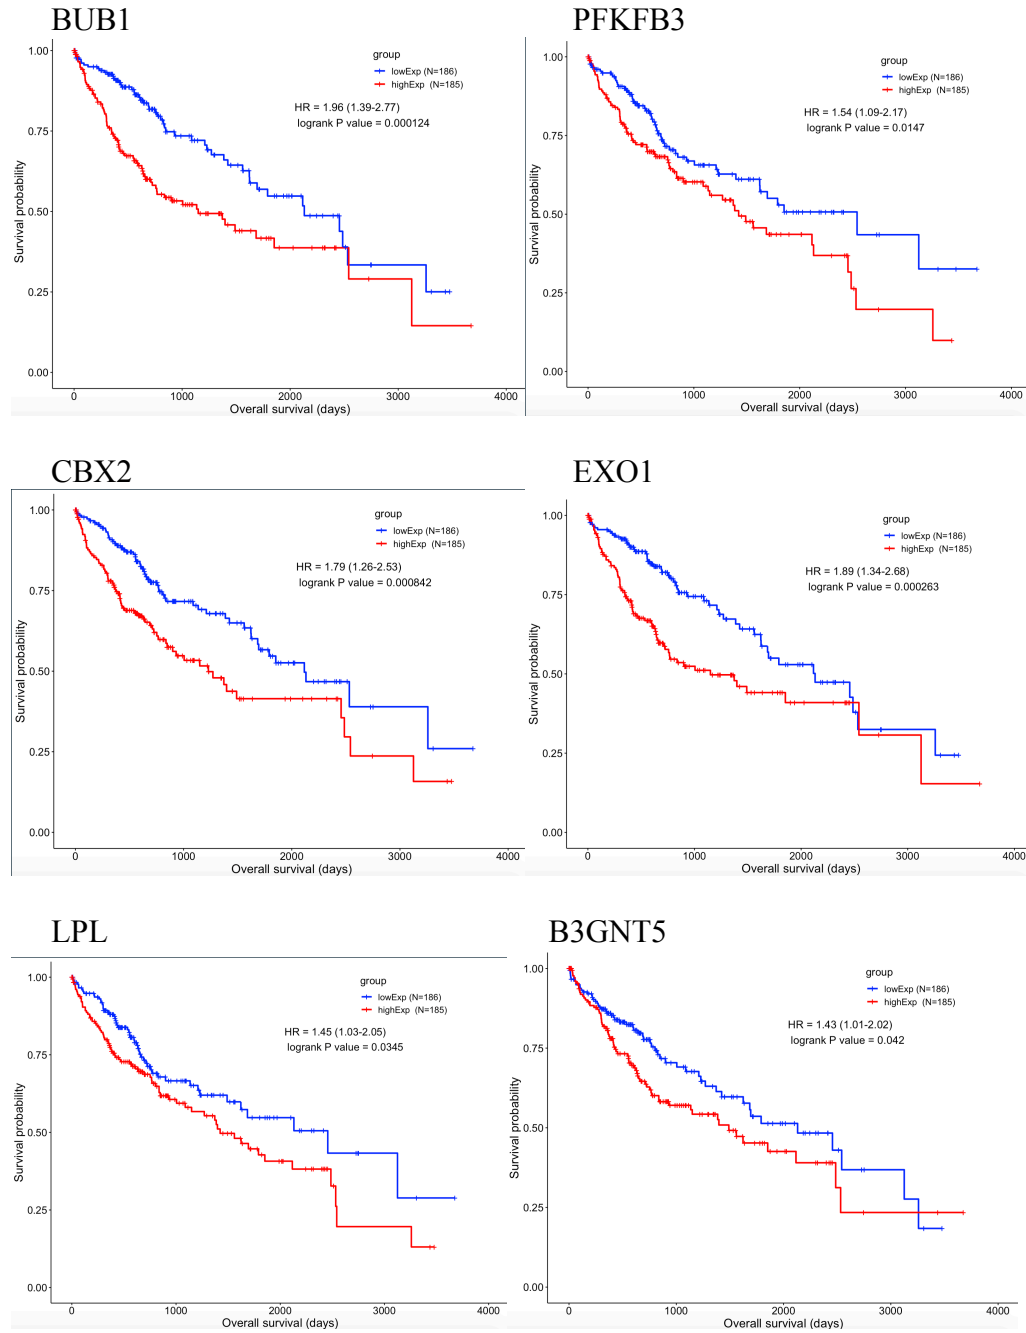 BUB1
group
lowExp (N=186)
highExp (N=185)
HR = 1.96 (1.39-2.77)
logrank P value = 0.000124
Survival probability
1.00
0.75
0.50
0.25
0.00
0
1000
2000
3000
4000
Overall survival (days)
PFKFB3
group
lowExp (N=186)
highExp (N=185)
HR = 1.54 (1.09-2.17)
logrank P value = 0.0147
Survival probability
1.00
0.75
0.50
0.25
0.00
0
1000
2000
3000
4000
Overall survival (days)
CBX2
group
lowExp (N=186)
highExp (N=185)
HR = 1.79 (1.26-2.53)
logrank P value = 0.000842
Survival probability
1.00
0.75
0.50
0.25
0.00
0
1000
2000
3000
4000
Overall survival (days)
EXO1
group
lowExp (N=186)
highExp (N=185)
HR = 1.89 (1.34-2.68)
logrank P value = 0.000263
Survival probability
1.00
0.75
0.50
0.25
0.00
0
1000
2000
3000
4000
Overall survival (days)
LPL
group
lowExp (N=186)
highExp (N=185)
HR = 1.45 (1.03-2.05)
logrank P value = 0.0345
Survival probability
1.00
0.75
0.50
0.25
0.00
0
1000
2000
3000
4000
Overall survival (days)
B3GNT5
group
lowExp (N=186)
highExp (N=185)
HR = 1.43 (1.01-2.02)
logrank P value = 0.042
Survival probability
1.00
0.75
0.50
0.25
0.00
0
1000
2000
3000
4000
Overall survival (days)